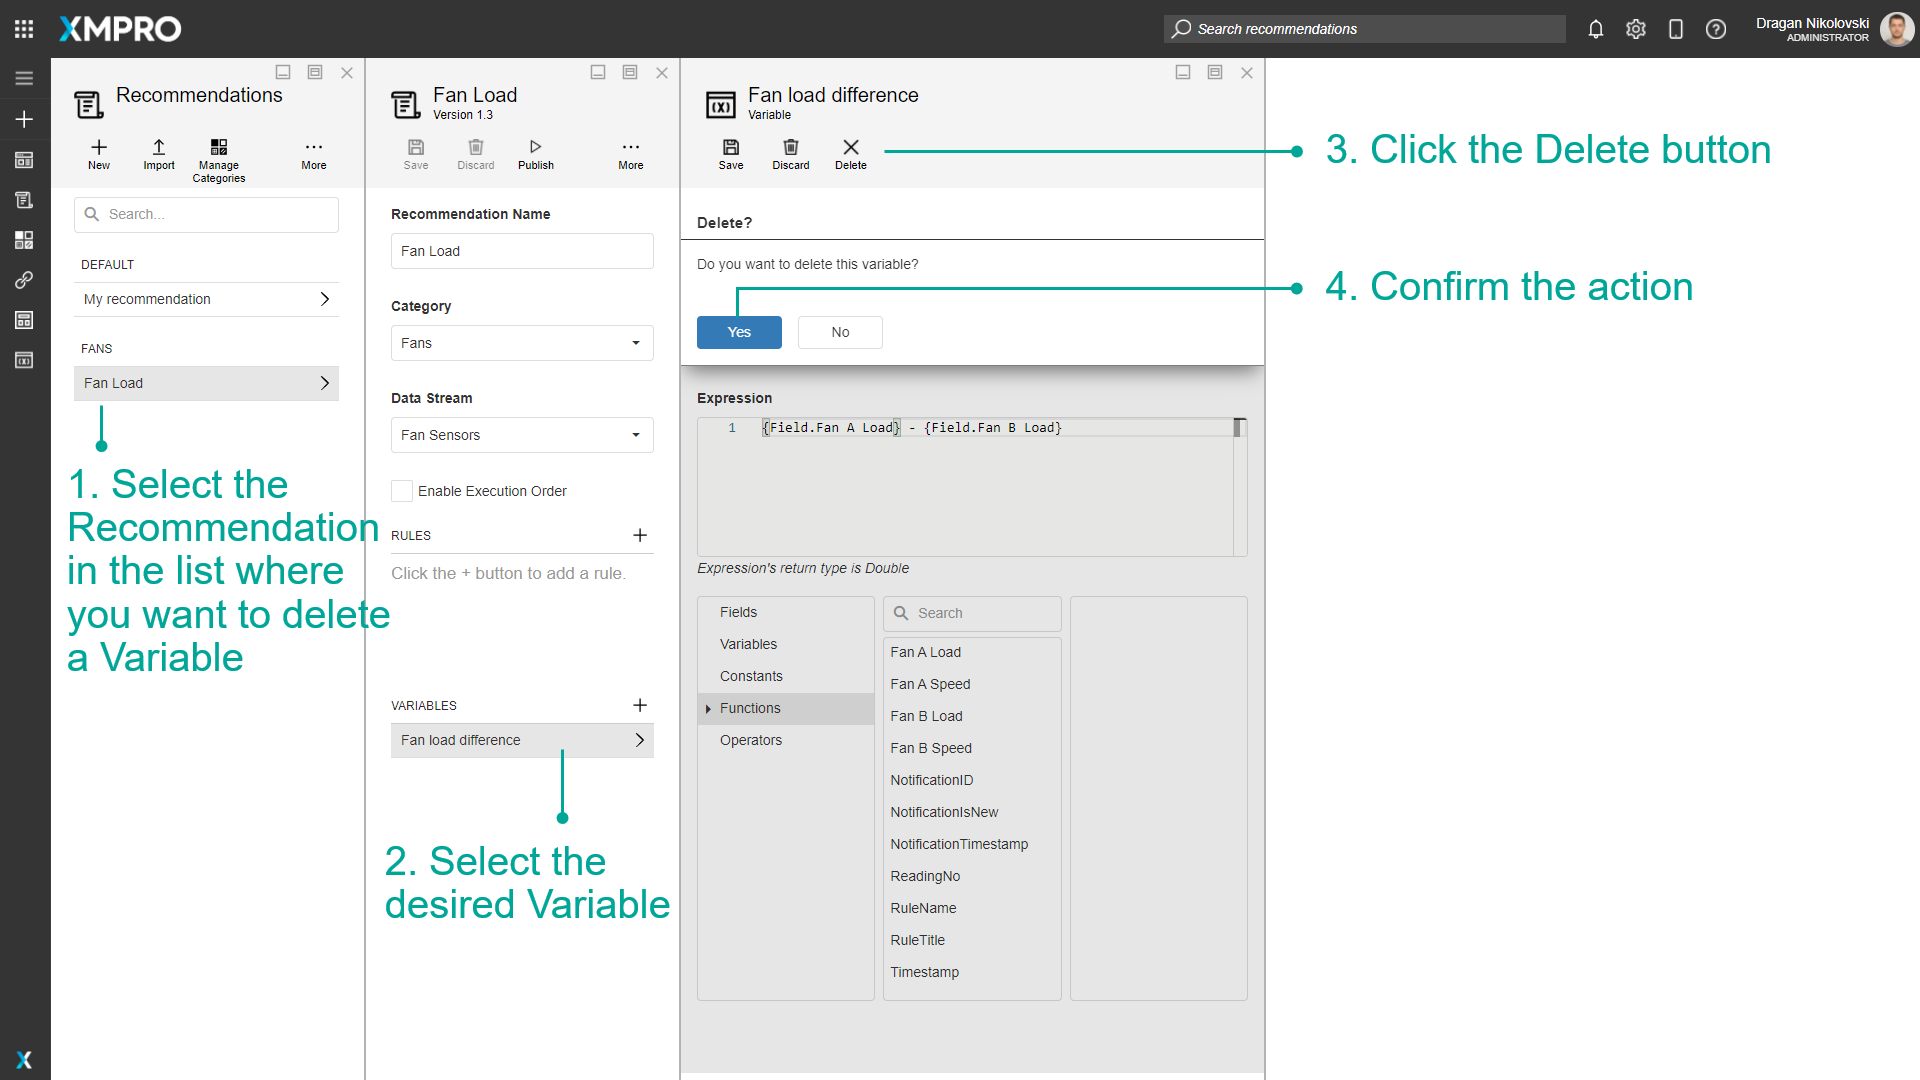 XMPRO
Search recommendations
Dragan Nikolovski
ADMINISTRATOR
Recommendations
New
Import
Manage
Categories
More
Search...
DEFAULT
My recommendation
FANS
Fan Load
1. Select the
Recommendation
in the list where
you want to delete
a Variable
Fan Load
Version 1.3
Save
Discard
Publish
More
Recommendation Name
Fan Load
Category
Fans
Data Stream
Fan Sensors
Enable Execution Order
RULES
Click the + button to add a rule.
VARIABLES
Fan load difference
2. Select the
desired Variable
Fan load difference
Variable
Save
Discard
Delete
3. Click the Delete button
Delete?
Do you want to delete this variable?
4. Confirm the action
Yes
No
Expression
1 {Field.Fan A Load} - {Field.Fan B Load}
Expression's return type is Double
Fields
Variables
Constants
Functions
Operators
Search
Fan A Load
Fan A Speed
Fan B Load
Fan B Speed
NotificationID
NotificationIsNew
NotificationTimestamp
ReadingNo
RuleName
RuleTitle
Timestamp